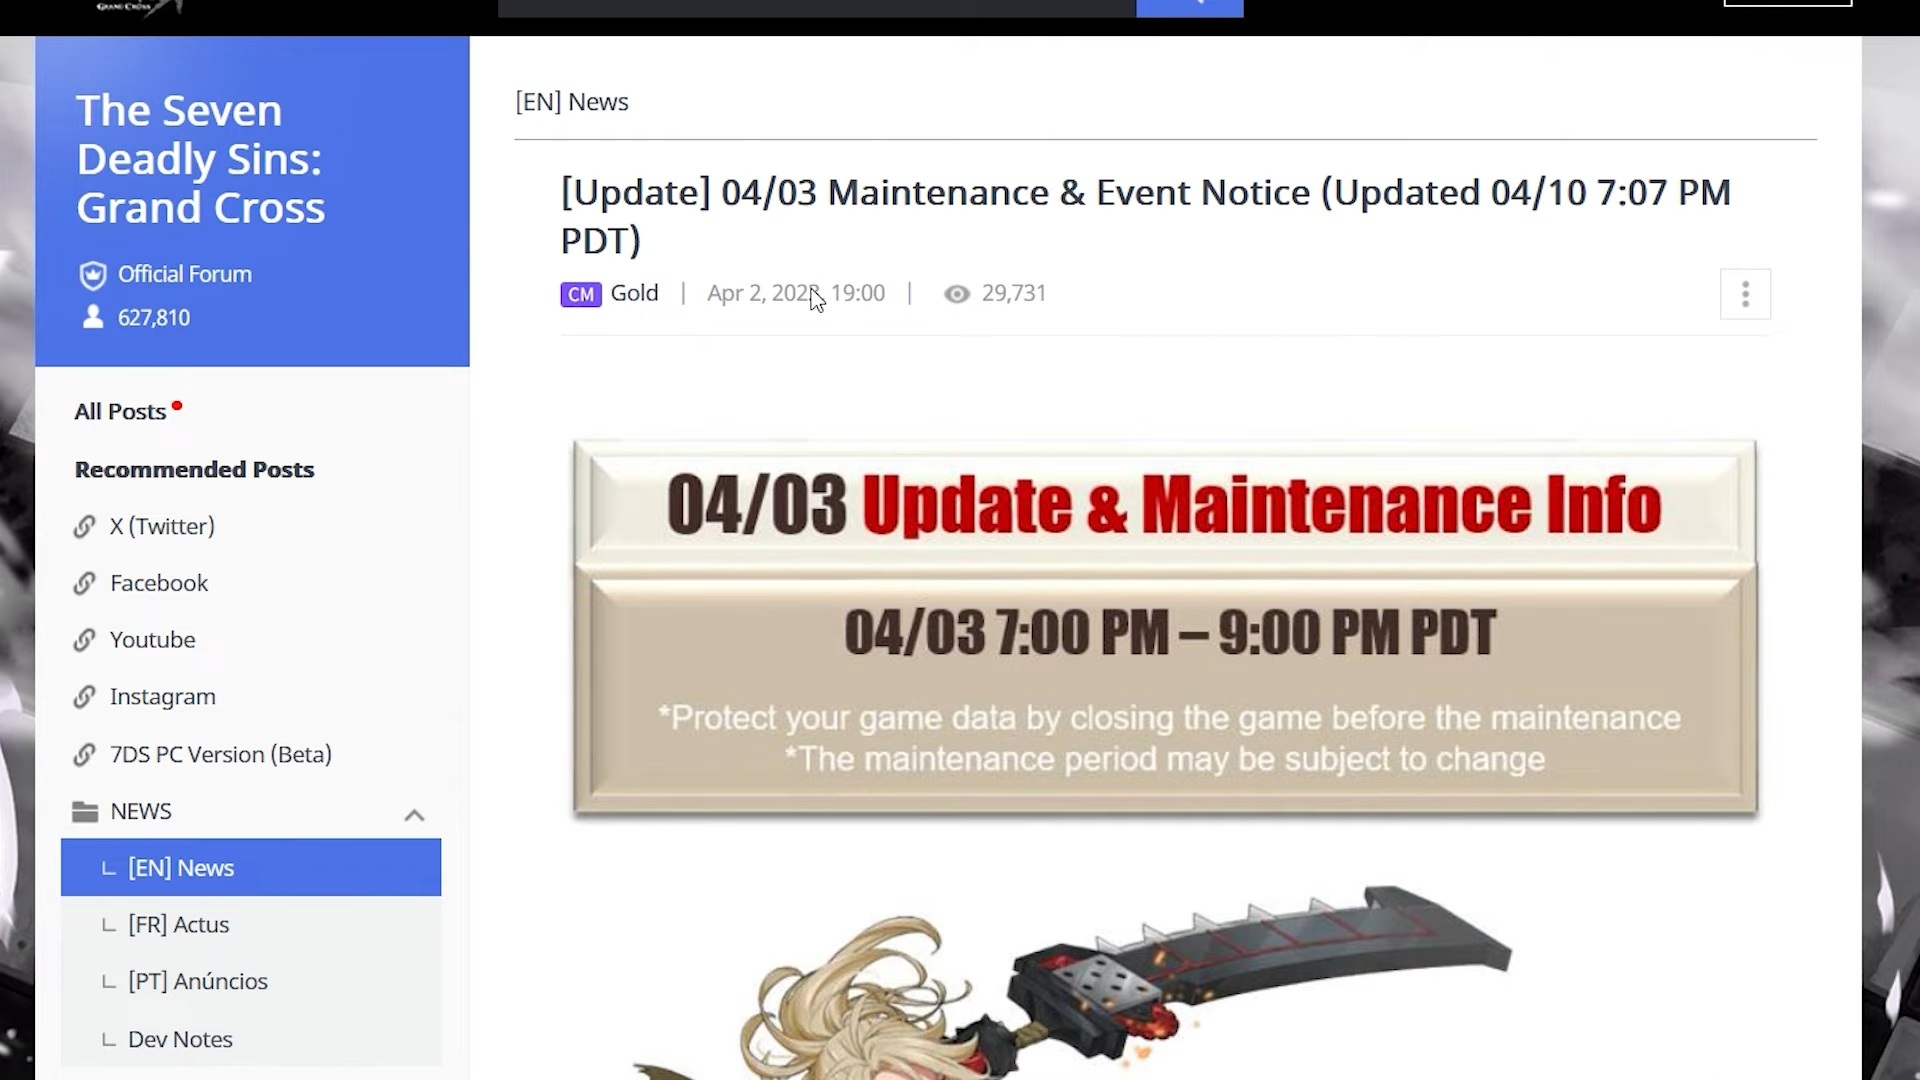 GRAND CROSS
The Seven
Deadly Sins:
Grand Cross
Official Forum
627,810
All Posts
Recommended Posts
X (Twitter)
Facebook
Youtube
Instagram
7DS PC Version (Beta)
NEWS
[EN] News
[FR] Actus
[PT] Anúncios
Dev Notes
[EN] News
[Update] 04/03 Maintenance & Event Notice (Updated 04/10 7:07 PM
PDT)
CM Gold | Apr 2, 19:00 | 29,731
04/03 Update & Maintenance Info
04/03 7:00 PM – 9:00 PM PDT
*Protect your game data by closing the game before the maintenance
*The maintenance period may be subject to change